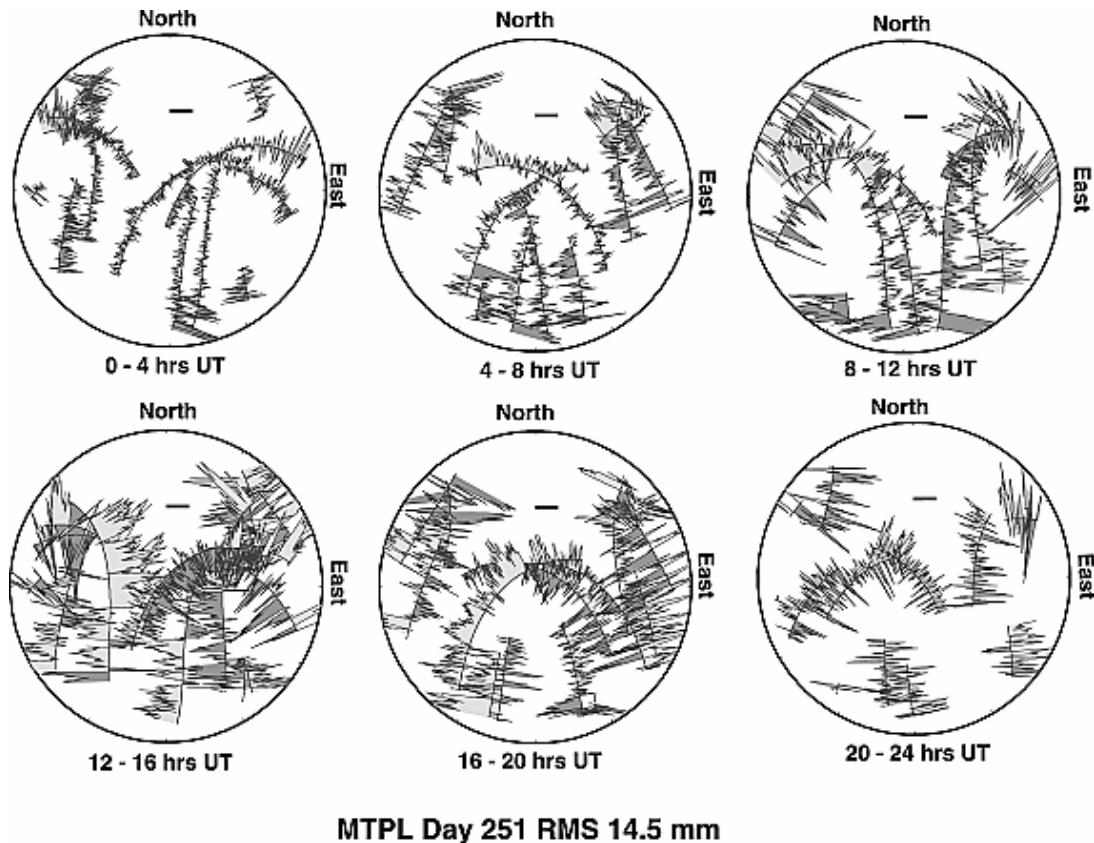 North
North
North
East
East
East
0 - 4 hrs UT
4 - 8 hrs UT
8 - 12 hrs UT
North
North
North
East
East
East
12 - 16 hrs UT
16 - 20 hrs UT
20 - 24 hrs UT
MTPL Day 251 RMS 14.5 mm